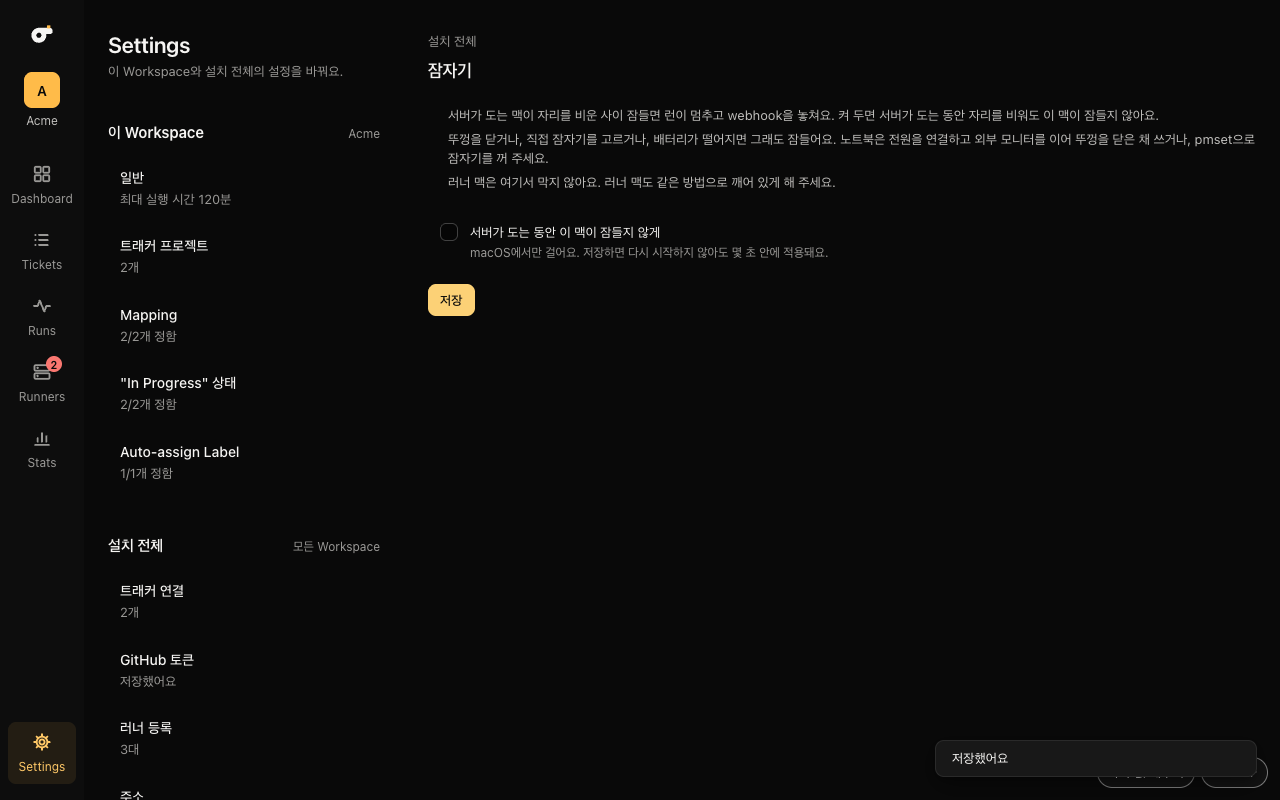 A
Acme
Dashboard
Tickets
Runs
2
Runners
Stats
Settings
Settings
이 Workspace와 설치 전체의 설정을 바꿔요.
이 Workspace
Acme
일반
최대 실행 시간 120분
트래커 프로젝트
2개
Mapping
2/2개 정함
"In Progress" 상태
2/2개 정함
Auto-assign Label
1/1개 정함
설치 전체
모든 Workspace
트래커 연결
2개
GitHub 토큰
저장했어요
러너 등록
3대
주소
설치 전체
잠자기
서버가 도는 맥이 자리를 비운 사이 잠들면 런이 멈추고 webhook을 놓쳐요. 켜 두면 서버가 도는 동안 자리를 비워도 이 맥이 잠들지 않아요.
뚜껑을 닫거나, 직접 잠자기를 고르거나, 배터리가 떨어지면 그래도 잠들어요. 노트북은 전원을 연결하고 외부 모니터를 이어 뚜껑을 닫은 채 쓰거나, pmset으로
잠자기를 꺼 주세요.
러너 맥은 여기서 막지 않아요. 러너 맥도 같은 방법으로 깨어 있게 해 주세요.
서버가 도는 동안 이 맥이 잠들지 않게
macOS에서만 걸어요. 저장하면 다시 시작하지 않아도 몇 초 안에 적용돼요.
저장
저장했어요